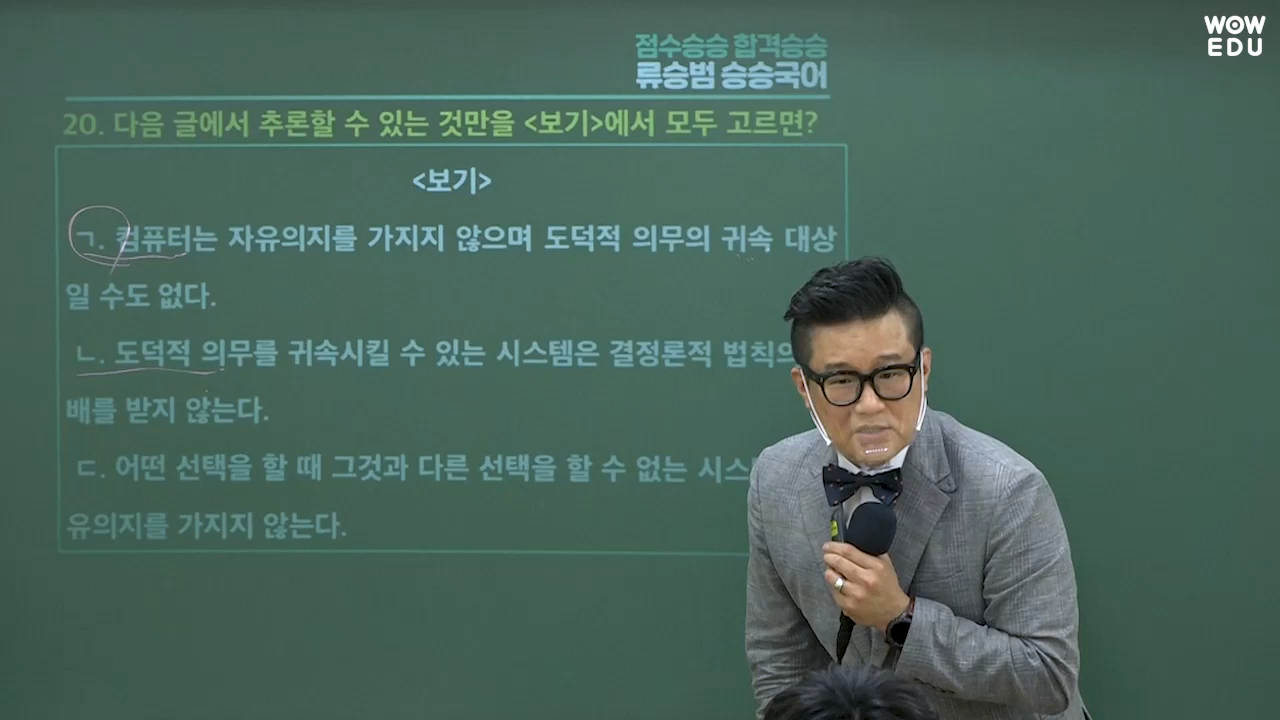 WOW
EDU
점수승승 합격승승
류승범 승승국어
20. 다음 글에서 추론할 수 있는 것만을 <보기>에서 모두 고르면?
<보기>
ㄱ. 컴퓨터는 자유의지를 가지지 않으며 도덕적 의무의 귀속 대상
일 수도 없다.
ㄴ. 도덕적 의무를 귀속시킬 수 있는 시스템은 결정론적 법칙의
배를 받지 않는다.
ㄷ. 어떤 선택을 할 때 그것과 다른 선택을 할 수 없는
유의지를 가지지 않는다.